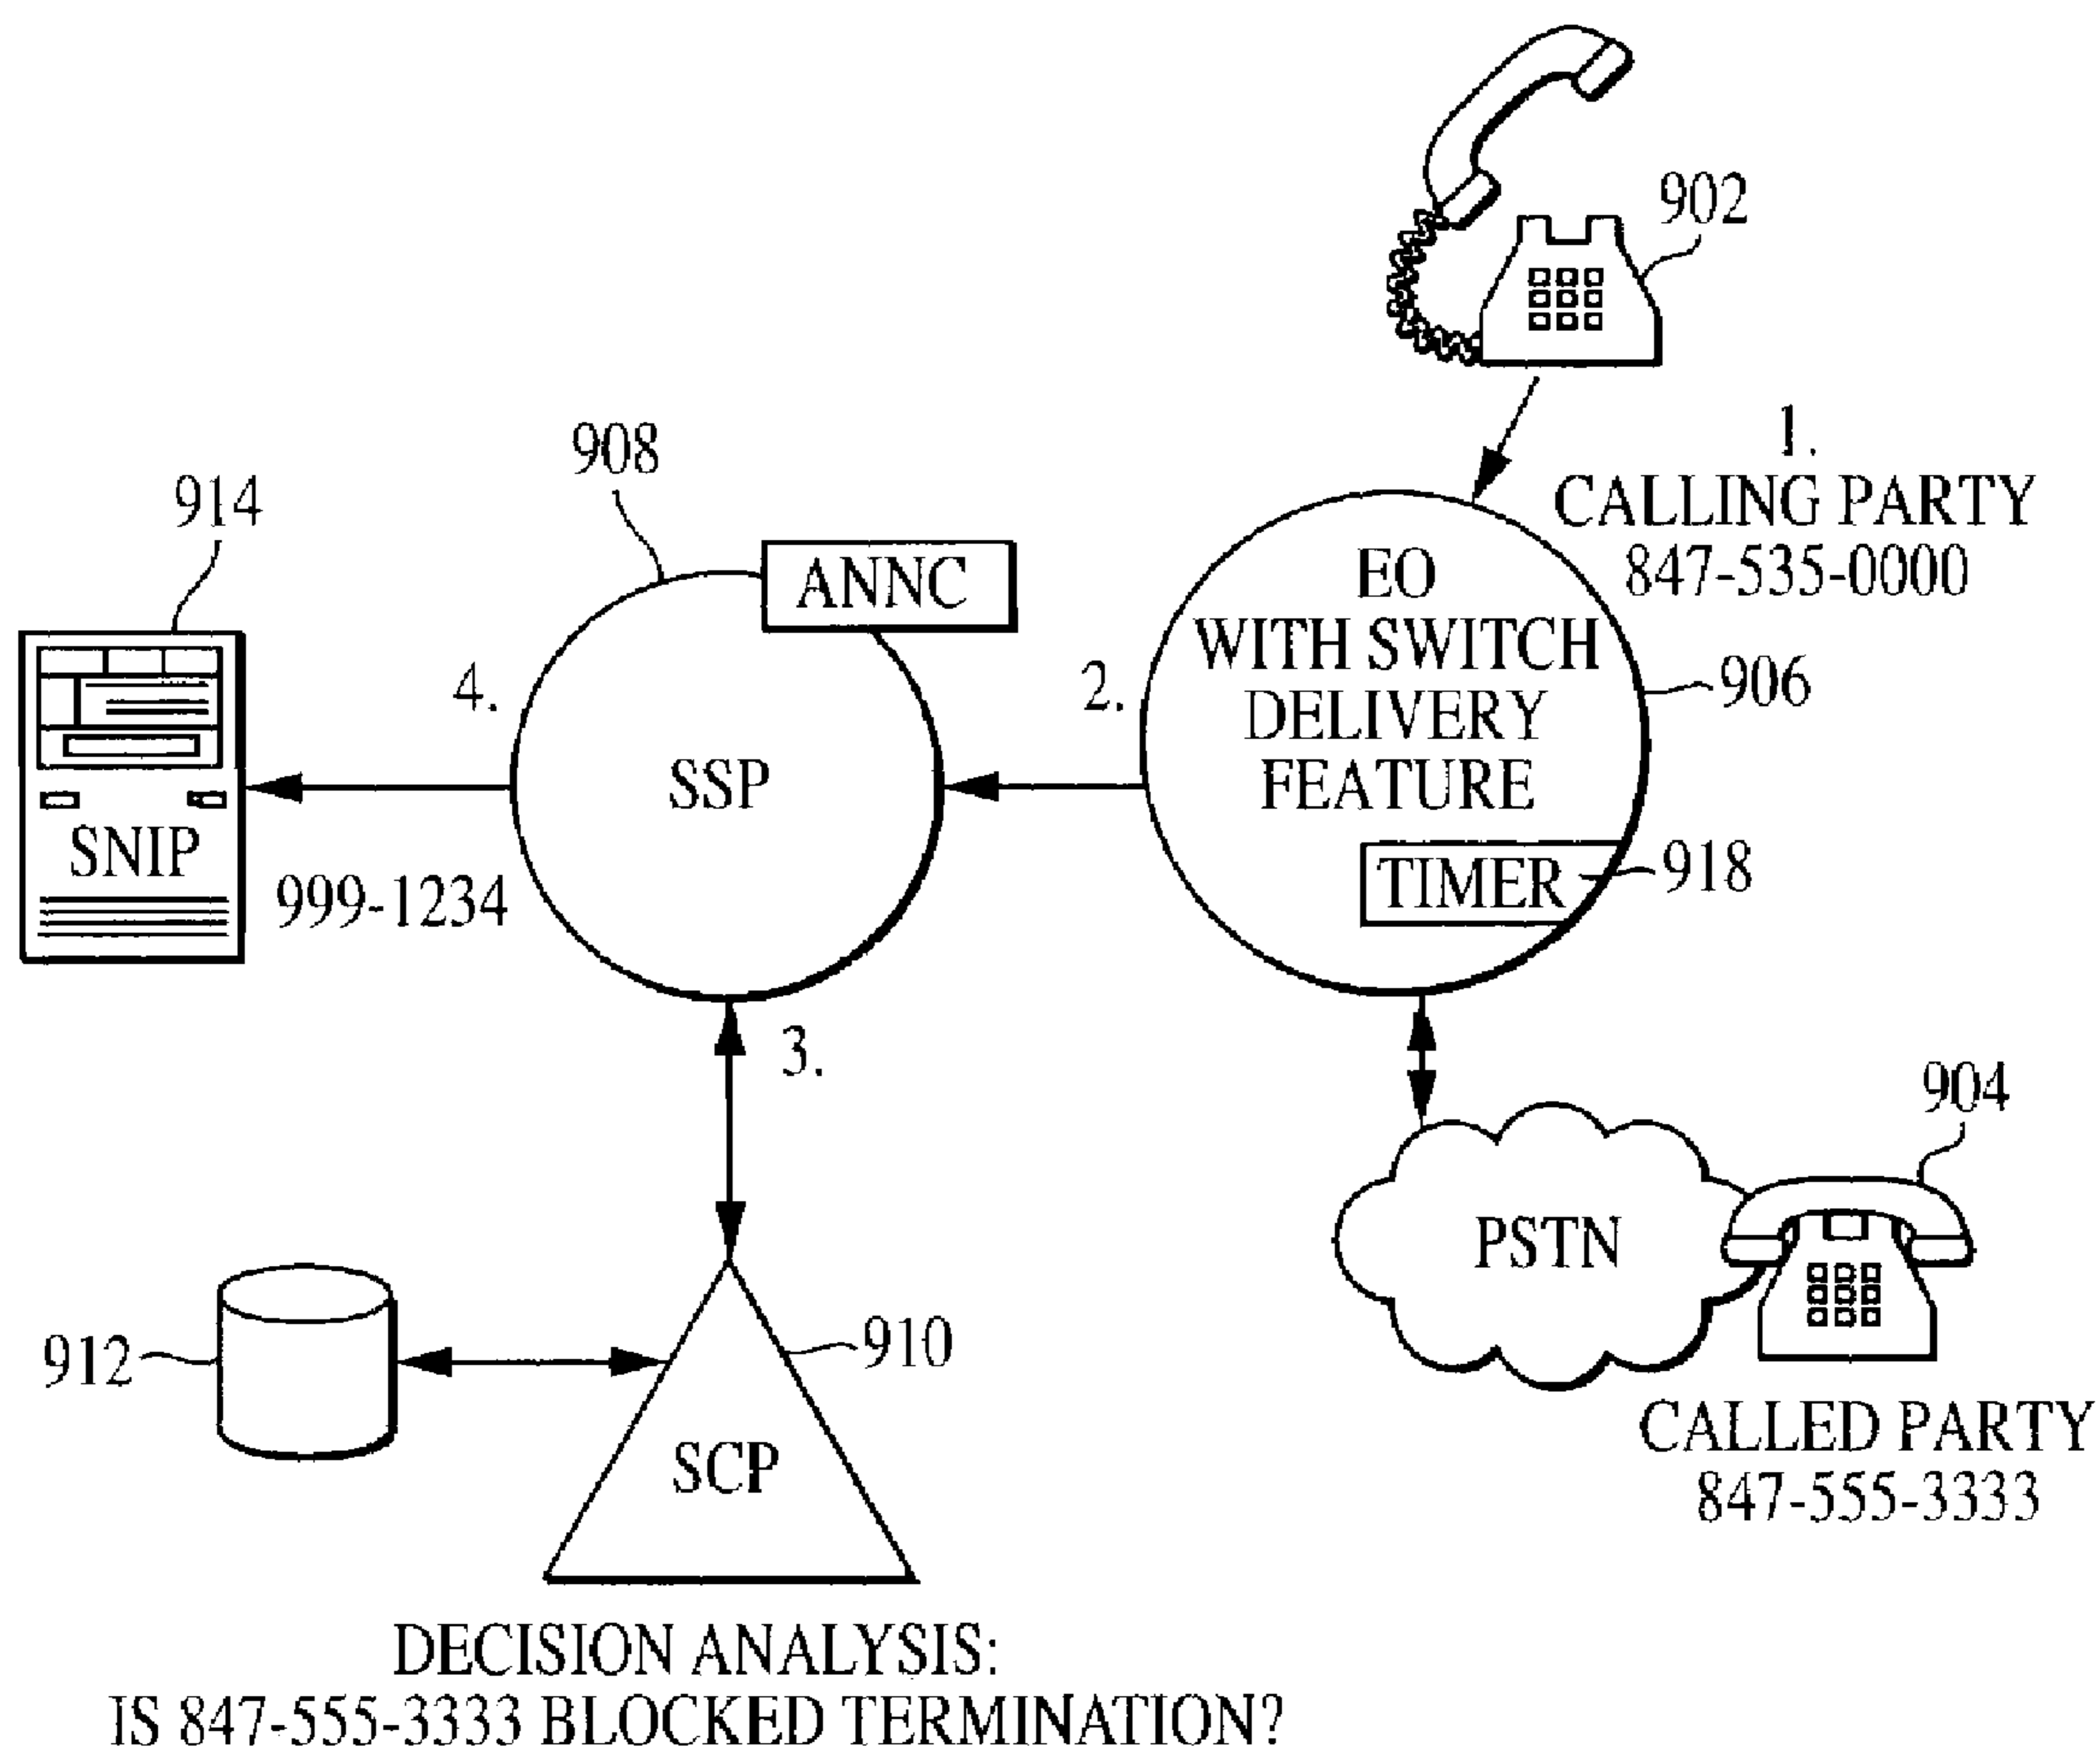 902
1.
CALLING PARTY
847-535-0000
908
914
ANNC
EO
WITH SWITCH
DELIVERY
FEATURE
906
4.
2.
SSP
TIMER
918
SNIP
999-1234
3.
904
PSTN
912
910
SCP
CALLED PARTY
847-555-3333
DECISION ANALYSIS:
IS 847-555-3333 BLOCKED TERMINATION?